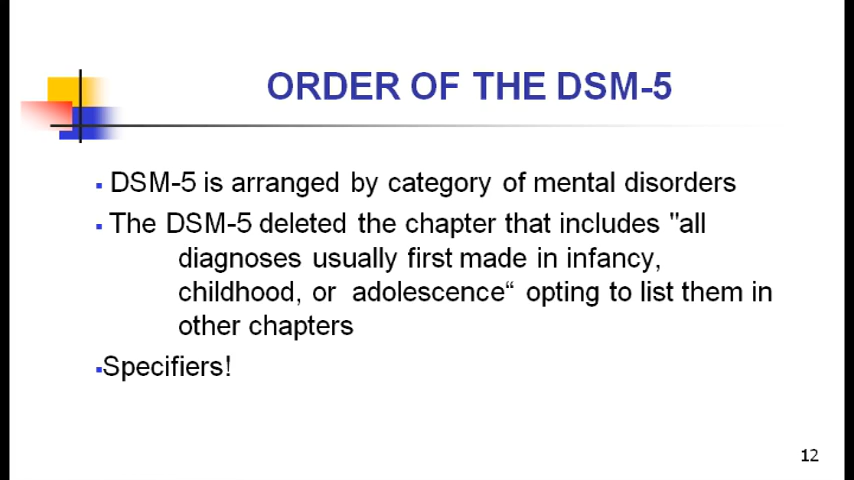 ORDER OF THE DSM-5
▪ DSM-5 is arranged by category of mental disorders
▪ The DSM-5 deleted the chapter that includes "all
diagnoses usually first made in infancy,
childhood, or adolescence“ opting to list them in
other chapters
▪Specifiers!
12